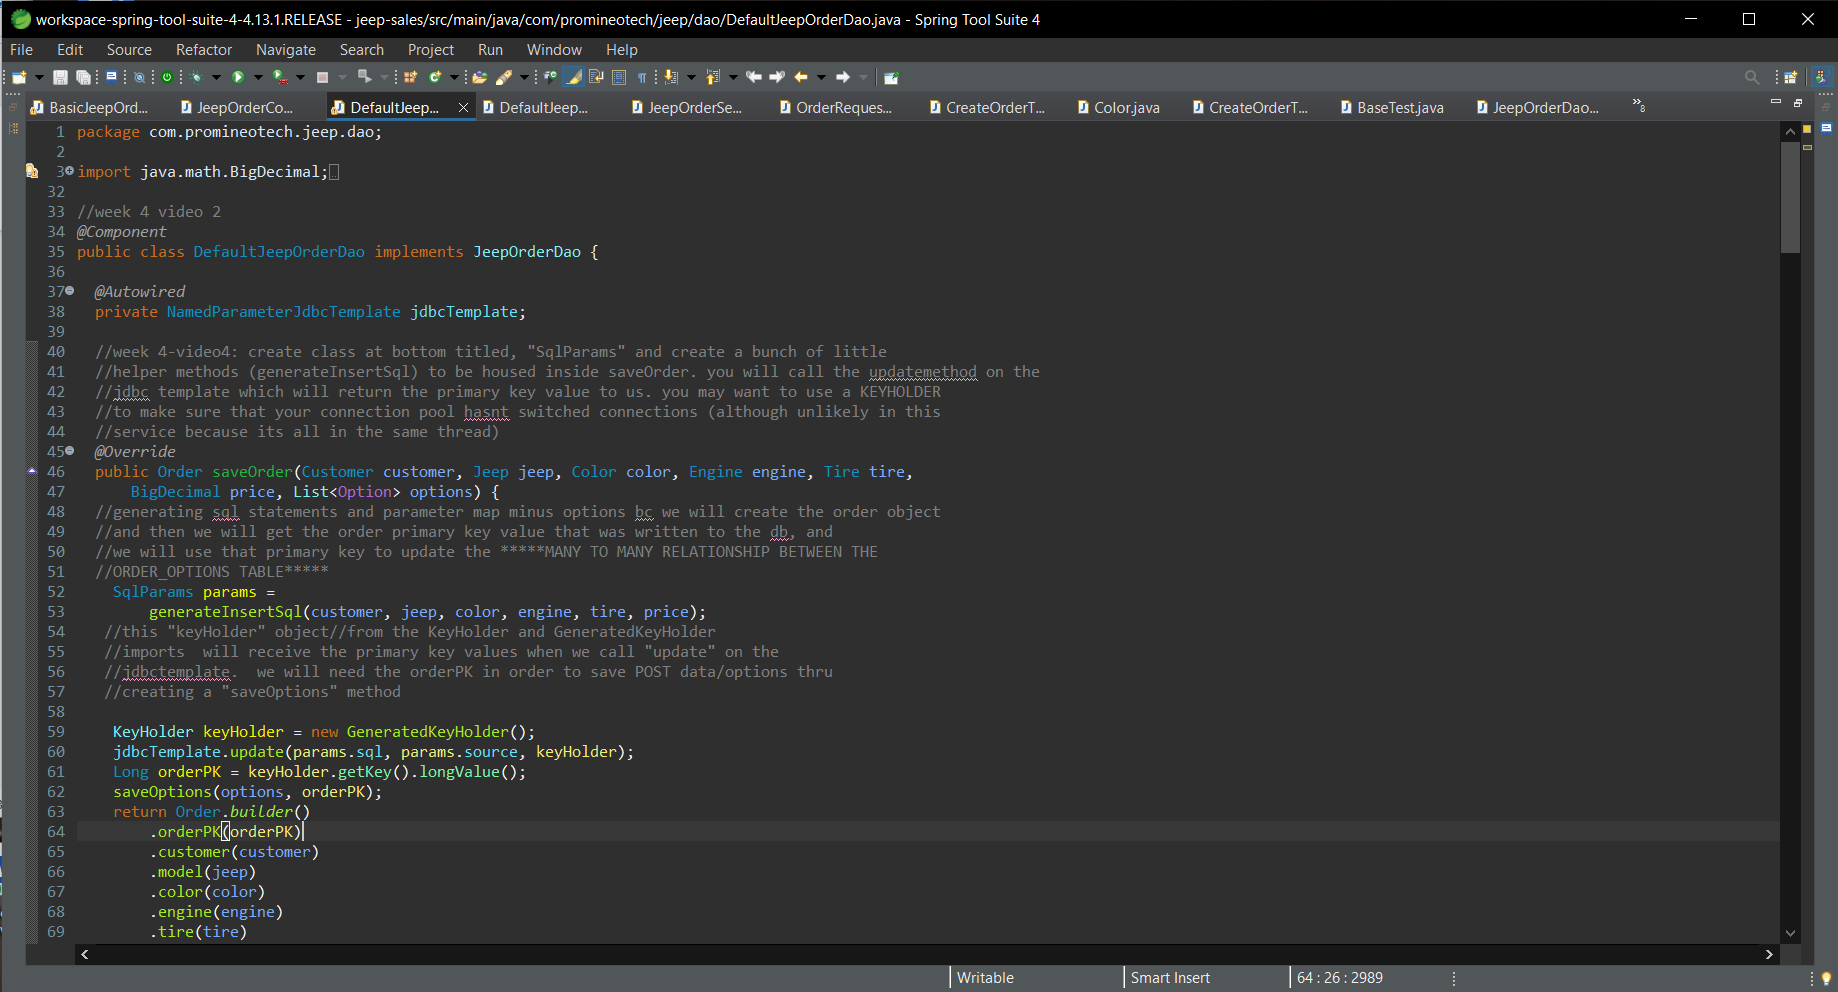 workspace-spring-tool-suite-4-4.13.1.RELEASE - jeep-sales/src/main/java/com/promineotech/jeep/dao/DefaultJeepOrderDao.java - Spring Tool Suite 4
File Edit Source Refactor Navigate Search Project Run Window Help
BasicJeepOrd... JeepOrderCo... DefaultJeep... DefaultJeep... JeepOrderSe... OrderReques... CreateOrderT... Color.java CreateOrderT... BaseTest.java JeepOrderDao... »8
1 package com.promineotech.jeep.dao;
2
3 import java.math.BigDecimal;
32
33 //week 4 video 2
34 @Component
35 public class DefaultJeepOrderDao implements JeepOrderDao {
36
37 @Autowired
38 private NamedParameterJdbcTemplate jdbcTemplate;
39
40 //week 4-video4: create class at bottom titled, "SqlParams" and create a bunch of little
41 //helper methods (generateInsertSql) to be housed inside saveOrder. you will call the updatemethod on the
42 //jdbc template which will return the primary key value to us. you may want to use a KEYHOLDER
43 //to make sure that your connection pool hasnt switched connections (although unlikely in this
44 //service because its all in the same thread)
45 @Override
46 public Order saveOrder(Customer customer, Jeep jeep, Color color, Engine engine, Tire tire,
47 BigDecimal price, List<Option> options) {
48 //generating sql statements and parameter map minus options bc we will create the order object
49 //and then we will get the order primary key value that was written to the db, and
50 //we will use that primary key to update the *****MANY TO MANY RELATIONSHIP BETWEEN THE
51 //ORDER_OPTIONS TABLE*****
52 SqlParams params =
53 generateInsertSql(customer, jeep, color, engine, tire, price);
54 //this "keyHolder" object//from the KeyHolder and GeneratedKeyHolder
55 //imports  will receive the primary key values when we call "update" on the
56 //jdbctemplate.  we will need the orderPK in order to save POST data/options thru
57 //creating a "saveOptions" method
58
59 KeyHolder keyHolder = new GeneratedKeyHolder();
60 jdbcTemplate.update(params.sql, params.source, keyHolder);
61 Long orderPK = keyHolder.getKey().longValue();
62 saveOptions(options, orderPK);
63 return Order.builder()
64 .orderPK(orderPK)
65 .customer(customer)
66 .model(jeep)
67 .color(color)
68 .engine(engine)
69 .tire(tire)
Writable Smart Insert 64 : 26 : 2989